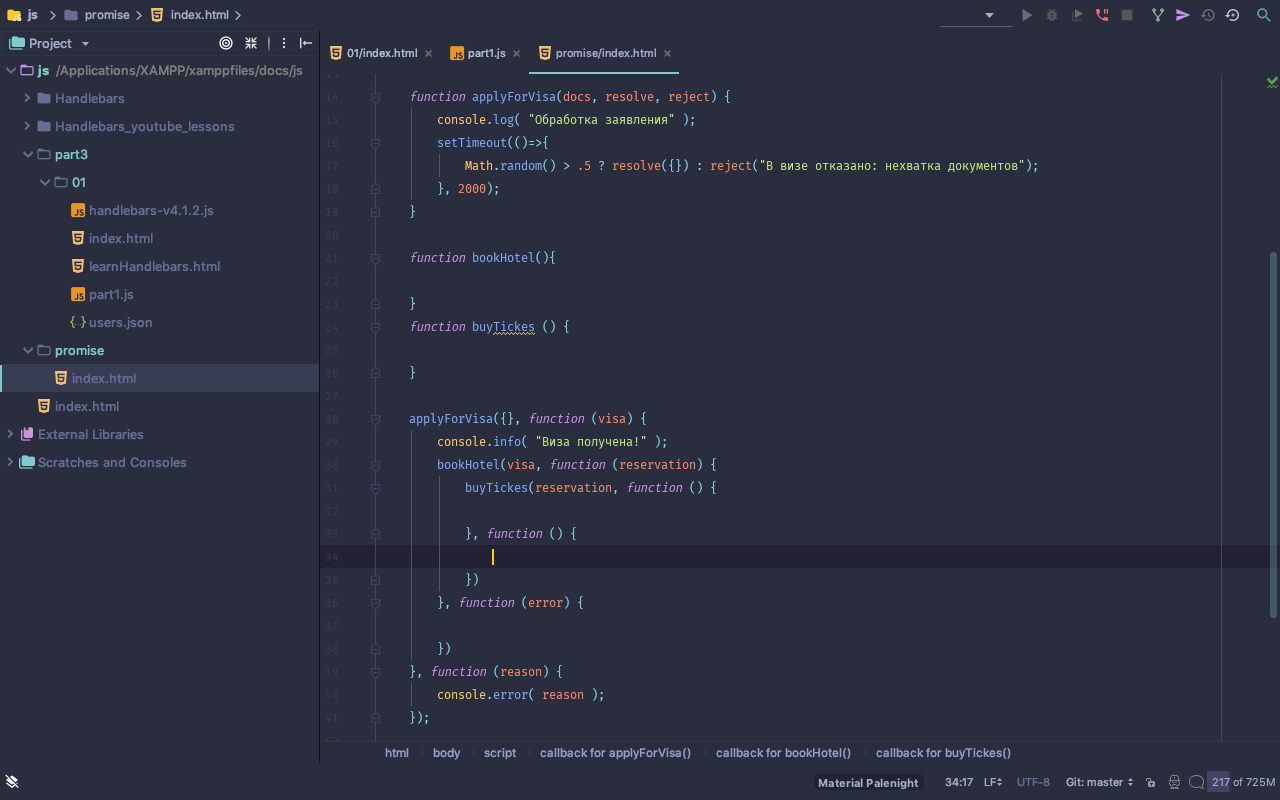 js promise index.html
Project
01/index.html part1.js promise/index.html
js /Applications/XAMPP/xamppfiles/docs/js
Handlebars
Handlebars_youtube_lessons
part3
01
handlebars-v4.1.2.js
index.html
learnHandlebars.html
part1.js
users.json
promise
index.html
index.html
External Libraries
Scratches and Consoles
13
14 function applyForVisa(docs, resolve, reject) {
15 console.log( "Обработка заявления" );
16 setTimeout(()=>{
17 Math.random() > .5 ? resolve({}) : reject("В визе отказано: нехватка документов");
18 }, 2000);
19 }
20
21 function bookHotel(){
22
23 }
24 function buyTickes () {
25
26 }
27
28 applyForVisa({}, function (visa) {
29 console.info( "Виза получена!" );
30 bookHotel(visa, function (reservation) {
31 buyTickes(reservation, function () {
32
33 }, function () {
34
35 })
36 }, function (error) {
37
38 })
39 }, function (reason) {
40 console.error( reason );
41 });
42
html body script callback for applyForVisa() callback for bookHotel() callback for buyTickes()
Material Palenight 34:17 LF UTF-8 Git: master 217 of 725M